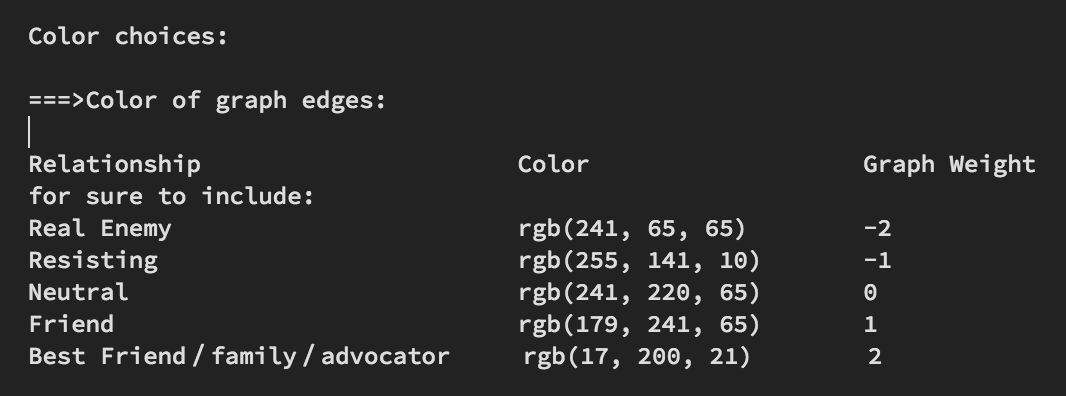 Color choices:
===>Color of graph edges:
Relationship Color Graph Weight
for sure to include:
Real Enemy rgb(241, 65, 65) -2
Resisting rgb(255, 141, 10) -1
Neutral rgb(241, 220, 65) 0
Friend rgb(179, 241, 65) 1
Best Friend/family/advocator rgb(17, 200, 21) 2